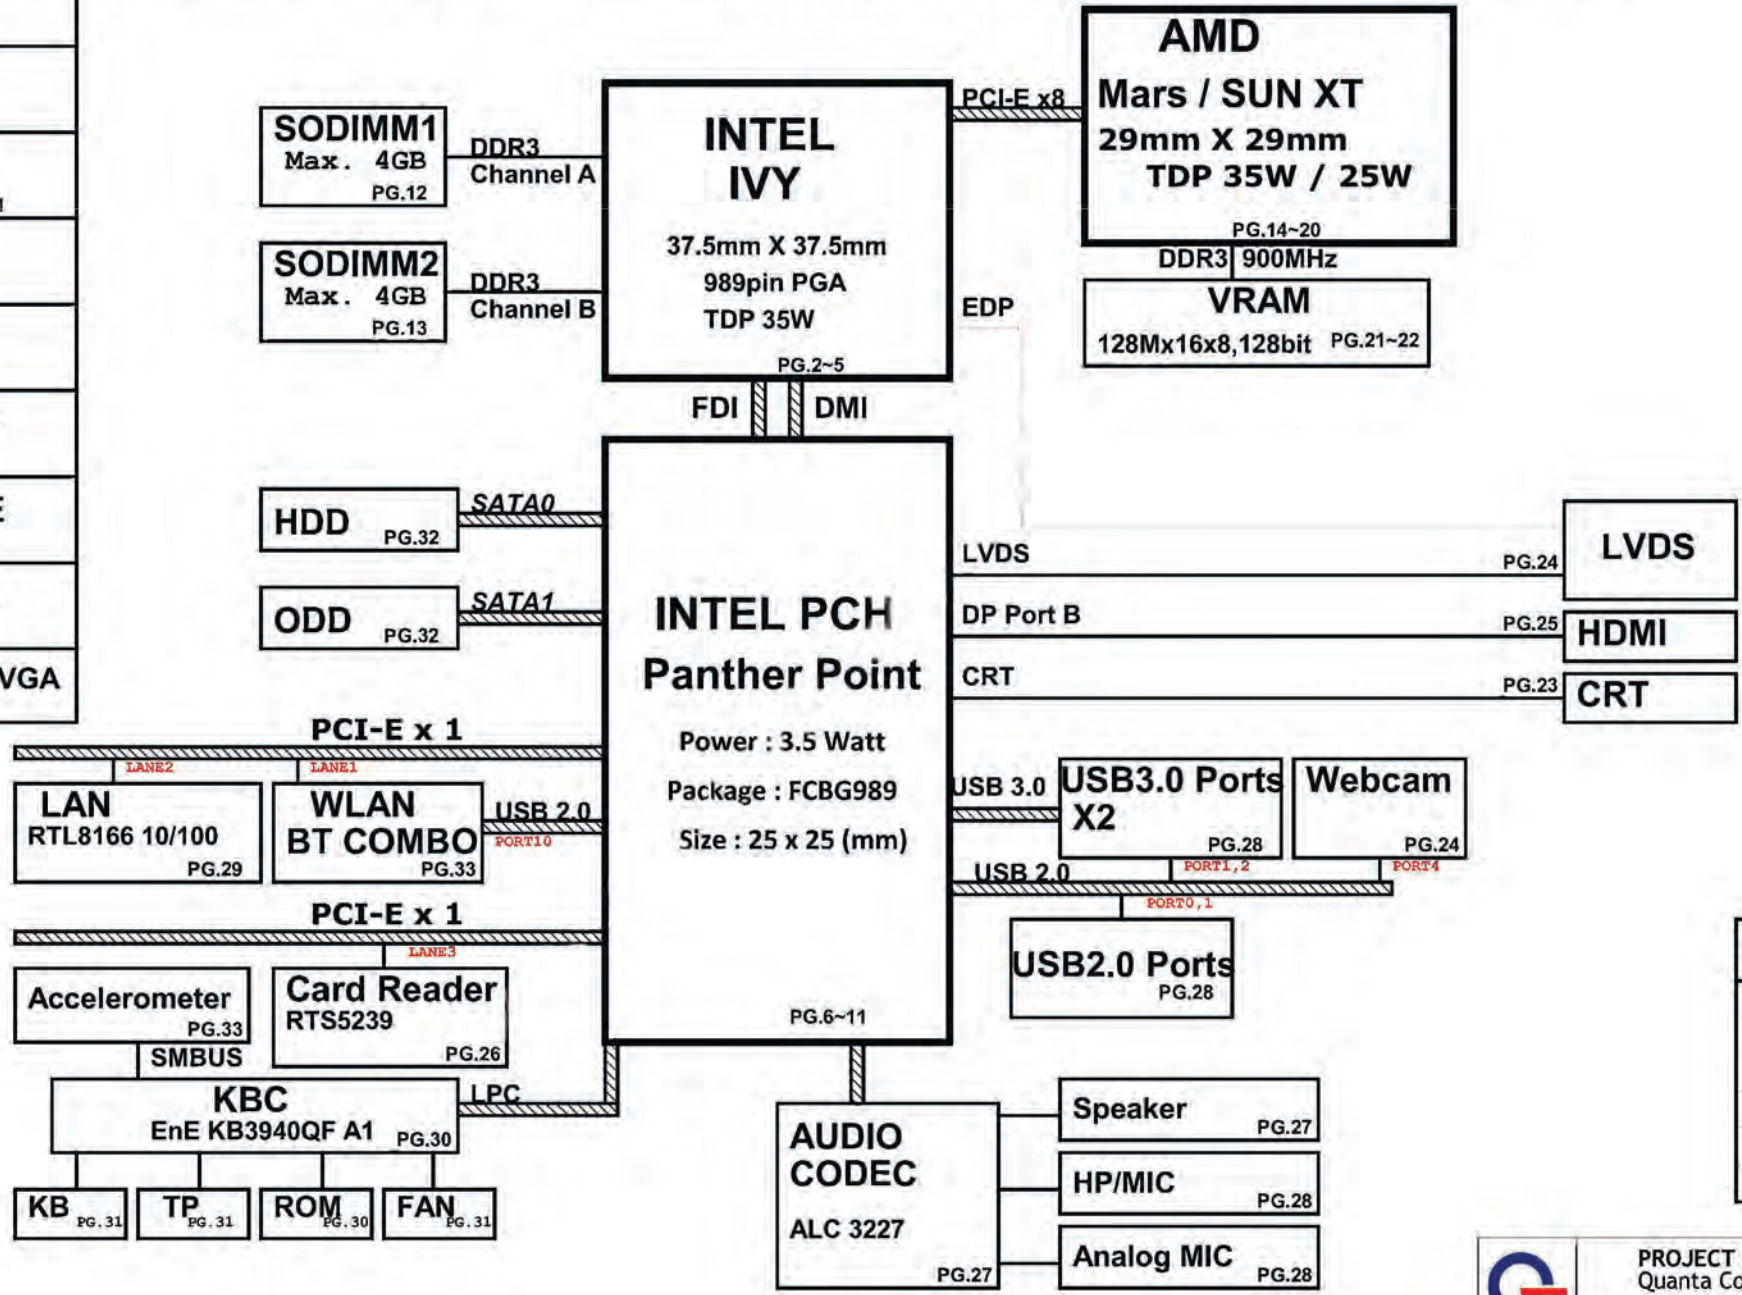 VGA
SODIMM1
Max. 4GB
PG.12
DDR3
Channel A
SODIMM2
Max. 4GB
PG.13
DDR3
Channel B
INTEL
IVY
37.5mm X 37.5mm
989pin PGA
TDP 35W
PG.2~5
PCI-E x8
AMD
Mars / SUN XT
29mm X 29mm
TDP 35W / 25W
PG.14~20
DDR3 900MHz
VRAM
128Mx16x8,128bit PG.21~22
EDP
FDI DMI
HDD PG.32
SATA0
ODD PG.32
SATA1
INTEL PCH
Panther Point
Power : 3.5 Watt
Package : FCBG989
Size : 25 x 25 (mm)
PG.6~11
LVDS
PG.24
LVDS
DP Port B
PG.25
HDMI
CRT
PG.23
CRT
PCI-E x 1
LANE2
LANE1
LAN
RTL8166 10/100
PG.29
WLAN
BT COMBO
PG.33
USB 2.0
PORT10
USB 3.0
USB3.0 Ports
X2
PG.28
Webcam
PG.24
PORT1,2
PORT4
USB 2.0
PORT0,1
USB2.0 Ports
PG.28
PCI-E x 1
LANE3
Accelerometer
PG.33
Card Reader
RTS5239
PG.26
SMBUS
KBC
EnE KB3940QF A1 PG.30
LPC
KB PG.31
TP PG.31
ROM PG.30
FAN PG.31
AUDIO
CODEC
ALC 3227
PG.27
Speaker
PG.27
HP/MIC
PG.28
Analog MIC
PG.28
PROJECT
Quanta Co